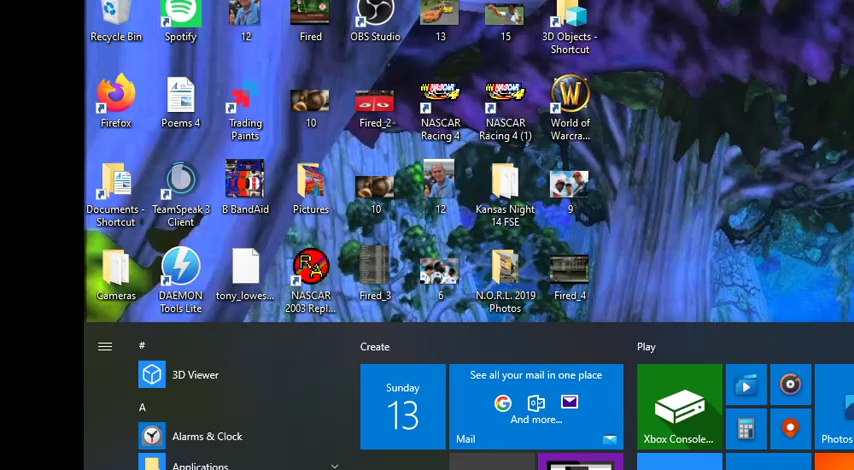 Recycle Bin
Spotify
12
Fired
OBS Studio
13
15
3D Objects -
Shortcut
Firefox
Poems 4
Trading
Paints
10
Fired_2
NASCAR
Racing 4
NASCAR
Racing 4 (1)
World of
Warcra...
Documents -
Shortcut
TeamSpeak 3
Client
B BandAid
Pictures
10
12
Kansas Night
14 FSE
9
Cameras
DAEMON
Tools Lite
tony_lowes...
NASCAR
2003 Repl...
Fired_3
6
N.O.R.L. 2019
Photos
Fired_4
#
3D Viewer
A
Alarms & Clock
Applications
Create
Sunday
13
See all your mail in one place
And more...
Mail
Play
Xbox Console...
Photos